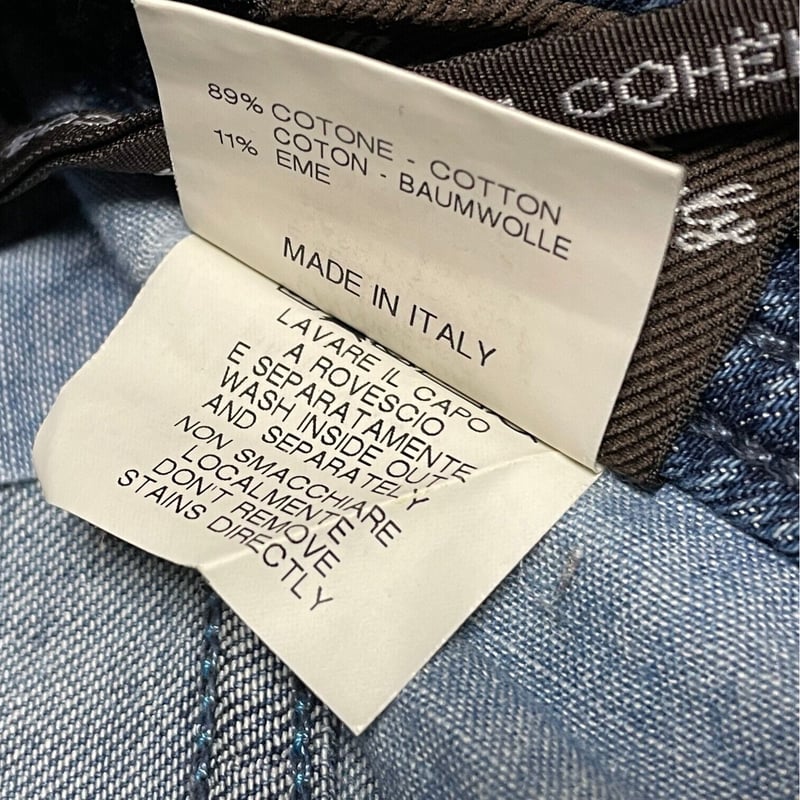 COHË
89% COTONE - COTTON
COTON - BAUMWOLLE
11% EME
MADE IN ITALY
LAVARE IL CAPO
A ROVESCIO
E SEPARATAMENTE
WASH INSIDE OUT
AND SEPARATELY
NON SMACCHIARE
LOCALMENTE
DON'T REMOVE
STAINS DIRECTLY